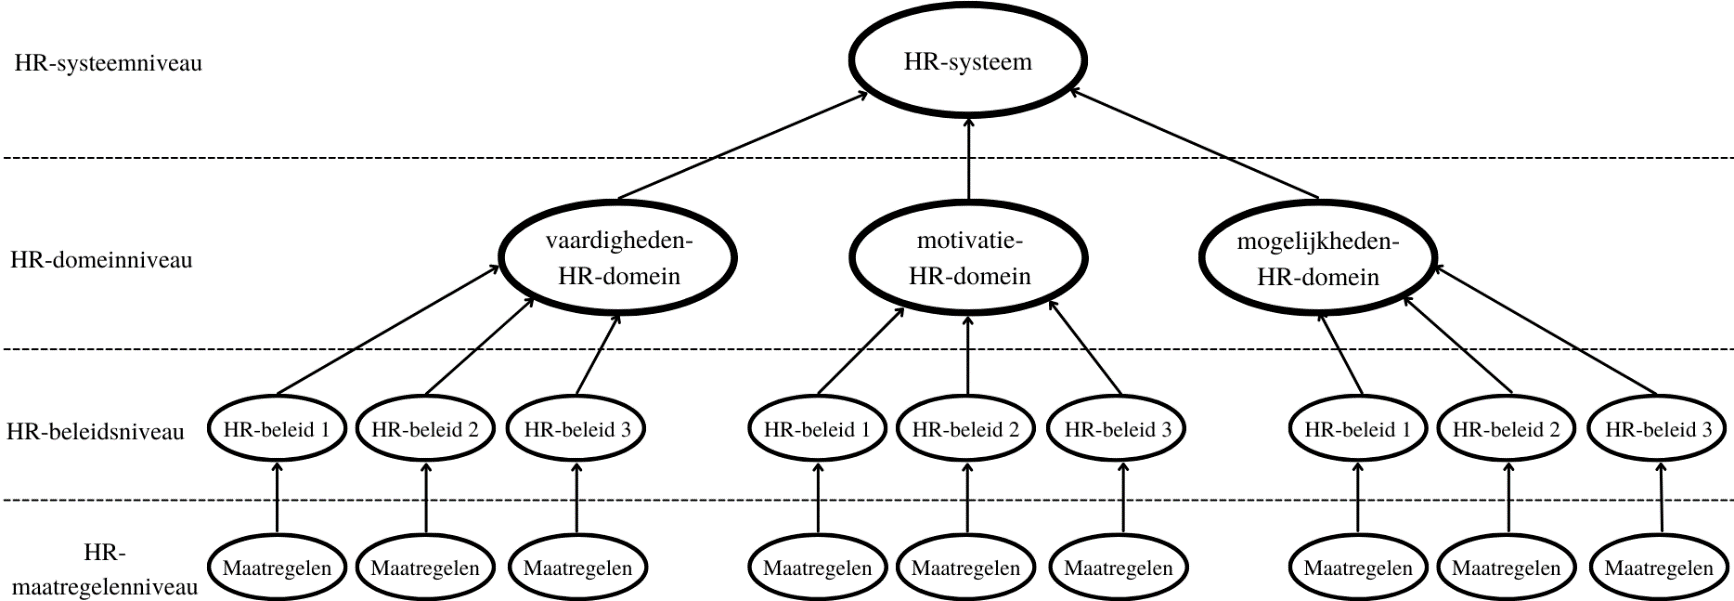 HR-systeemniveau
HR-systeem
HR-domeinniveau
vaardigheden-
HR-domein
motivatie-
HR-domein
mogelijkheden-
HR-domein
HR-beleidsniveau
HR-beleid 1
HR-beleid 2
HR-beleid 3
HR-beleid 1
HR-beleid 2
HR-beleid 3
HR-beleid 1
HR-beleid 2
HR-beleid 3
HR-
maatregelenniveau
Maatregelen
Maatregelen
Maatregelen
Maatregelen
Maatregelen
Maatregelen
Maatregelen
Maatregelen
Maatregelen